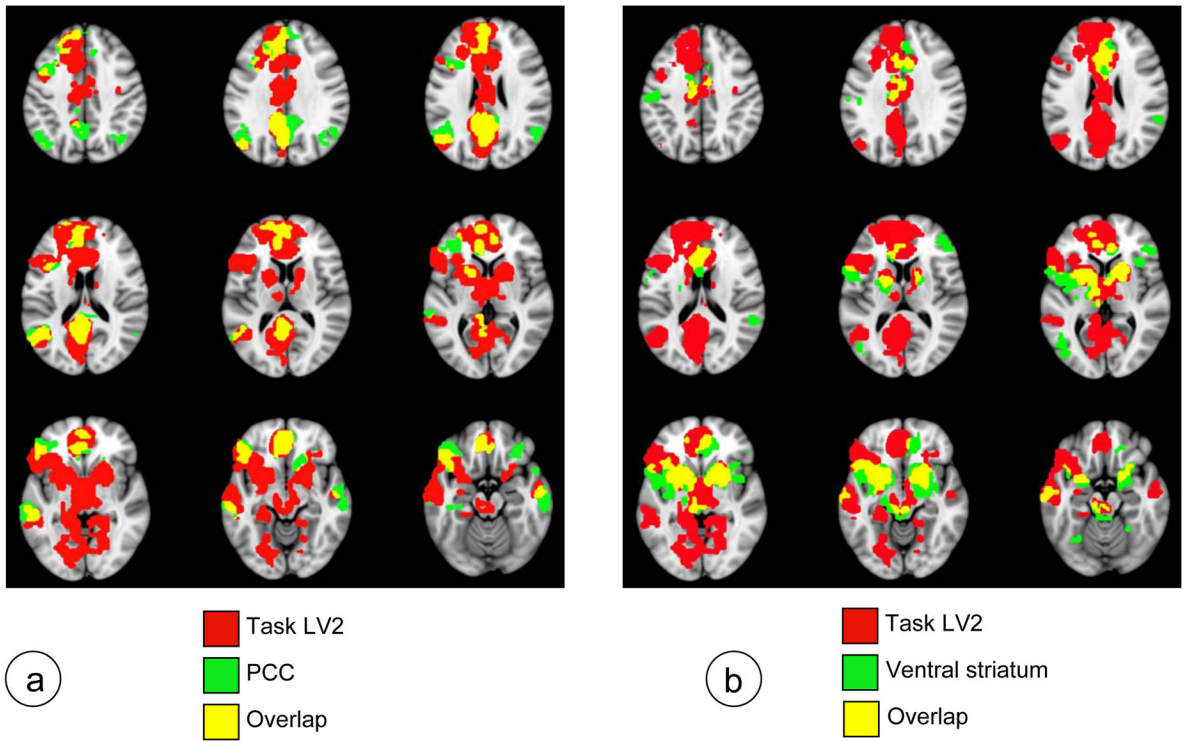 Task LV2
PCC
Overlap
a
Task LV2
Ventral striatum
Overlap
b